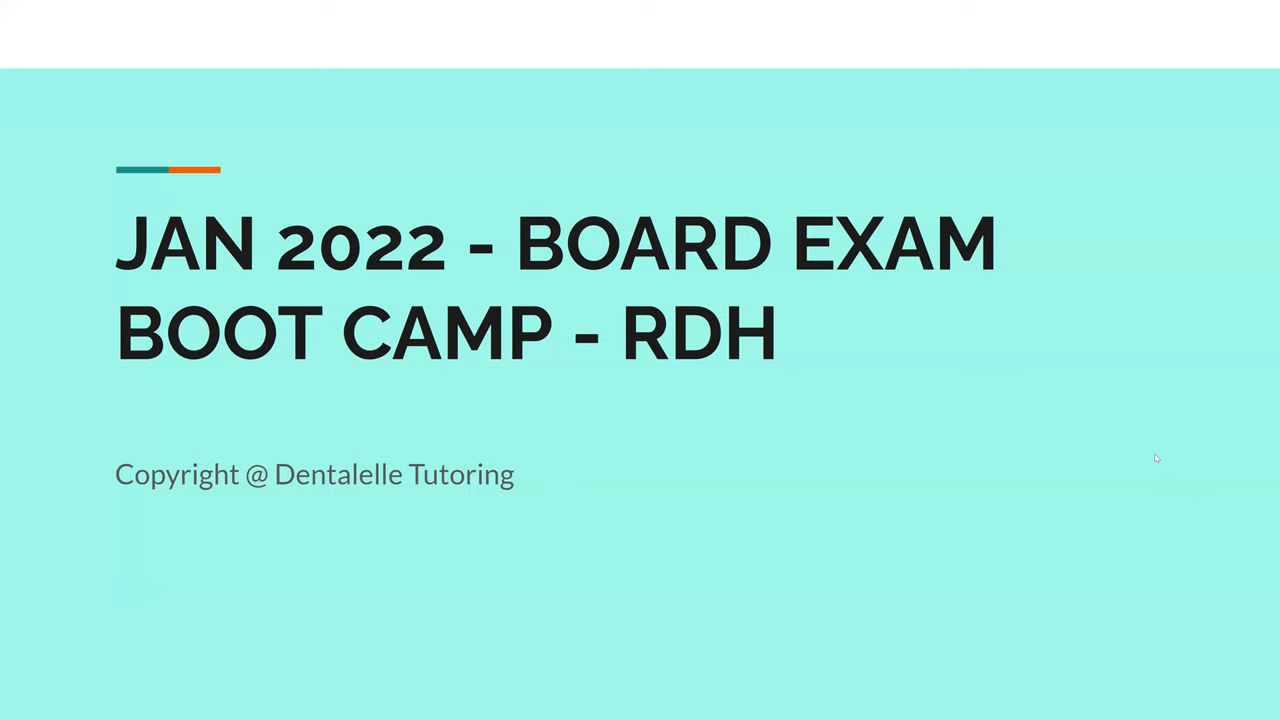 JAN 2022 - BOARD EXAM
BOOT CAMP - RDH
Copyright @ Dentalelle Tutoring